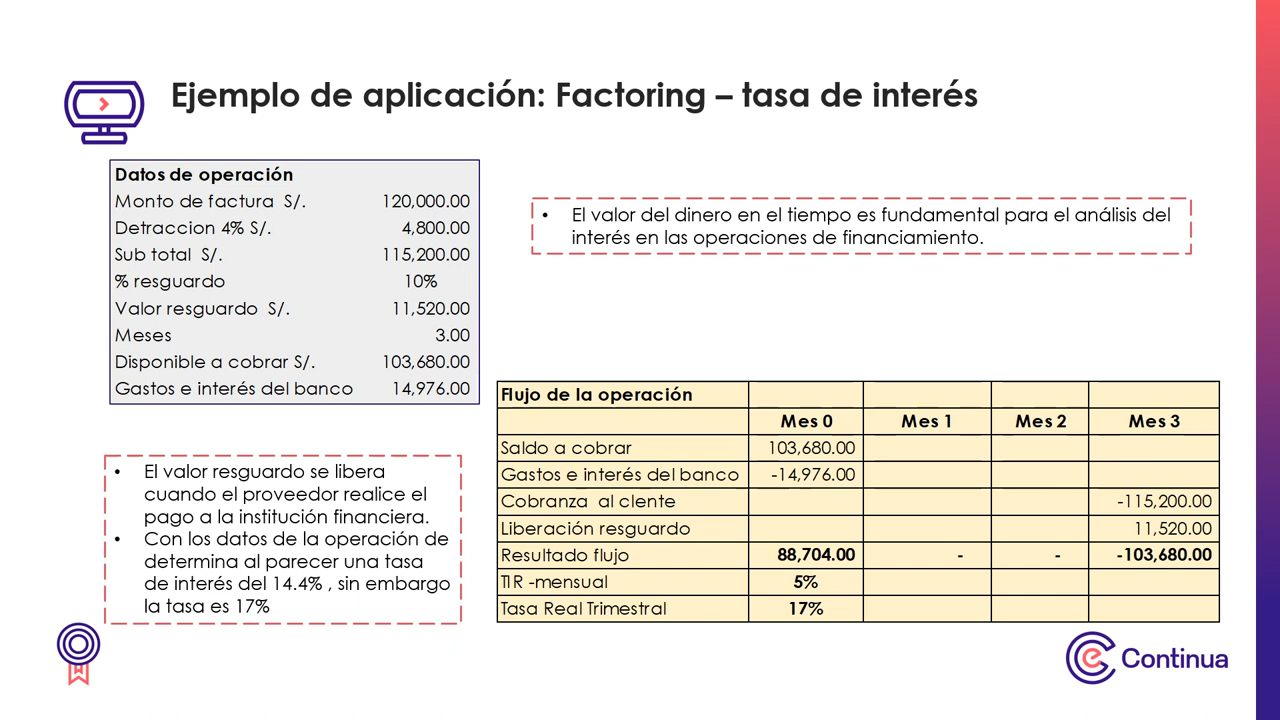 Ejemplo de aplicación: Factoring – tasa de interés
Datos de operación
Monto de factura S/. 120,000.00
Detraccion 4% S/. 4,800.00
Sub total S/. 115,200.00
% resguardo 10%
Valor resguardo S/. 11,520.00
Meses 3.00
Disponible a cobrar S/. 103,680.00
Gastos e interés del banco 14,976.00
• El valor del dinero en el tiempo es fundamental para el análisis del
interés en las operaciones de financiamiento.
• El valor resguardo se libera
cuando el proveedor realice el
pago a la institución financiera.
• Con los datos de la operación de
determina al parecer una tasa
de interés del 14.4% , sin embargo
la tasa es 17%
Flujo de la operación
Mes 0 Mes 1 Mes 2 Mes 3
Saldo a cobrar 103,680.00
Gastos e interés del banco -14,976.00
Cobranza al clente -115,200.00
Liberación resguardo 11,520.00
Resultado flujo 88,704.00 - - -103,680.00
TIR -mensual 5%
Tasa Real Trimestral 17%
Continua